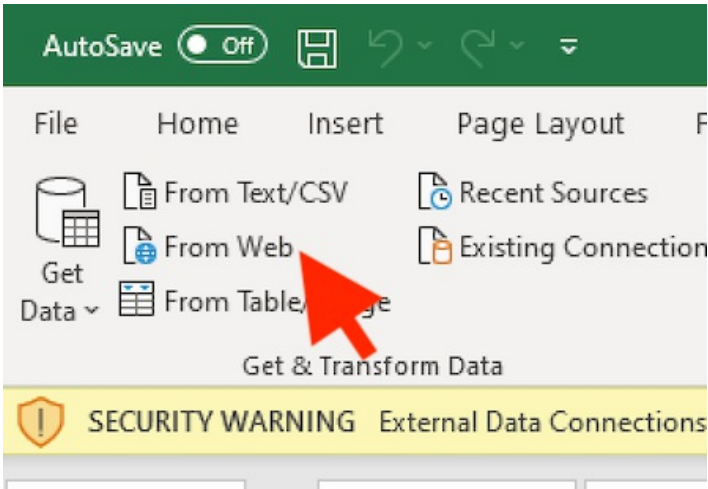 AutoSave Off
File Home Insert Page Layout F
Get Data
From Text/CSV
From Web
From Table/
Recent Sources
Existing Connection
Get & Transform Data
SECURITY WARNING External Data Connections